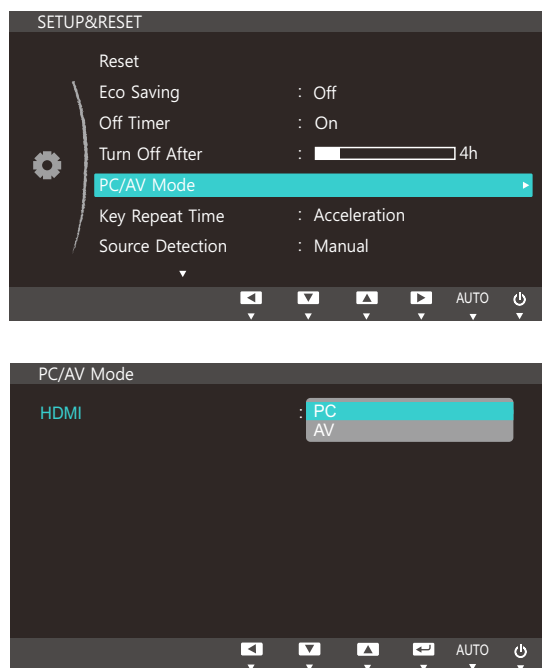 SETUP&RESET
Reset
Eco Saving : Off
Off Timer : On
Turn Off After : 4h
PC/AV Mode
Key Repeat Time : Acceleration
Source Detection : Manual
AUTO
PC/AV Mode
HDMI : PC
AV
AUTO